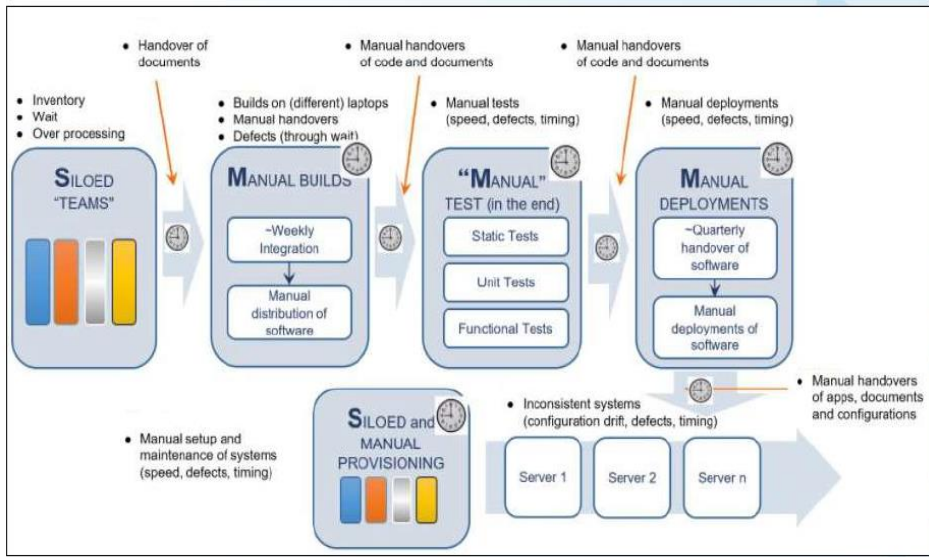 ● Handover of
documents
● Manual handovers
of code and documents
● Manual handovers
of code and documents
● Inventory
● Wait
● Over processing
● Builds on (different) laptops
● Manual handovers
● Defects (through wait)
● Manual tests
(speed, defects, timing)
● Manual deployments
(speed, defects, timing)
SILOED
"TEAMS"
MANUAL BUILDS
~Weekly
Integration
Manual
distribution of
software
"MANUAL"
TEST (in the end)
Static Tests
Unit Tests
Functional Tests
MANUAL
DEPLOYMENTS
~Quarterly
handover of
software
Manual
deployments of
software
● Manual handovers
of apps, documents
and configurations
● Manual setup and
maintenance of systems
(speed, defects, timing)
SILOED and
MANUAL
PROVISIONING
● Inconsistent systems
(configuration drift, defects, timing)
Server 1
Server 2
Server n